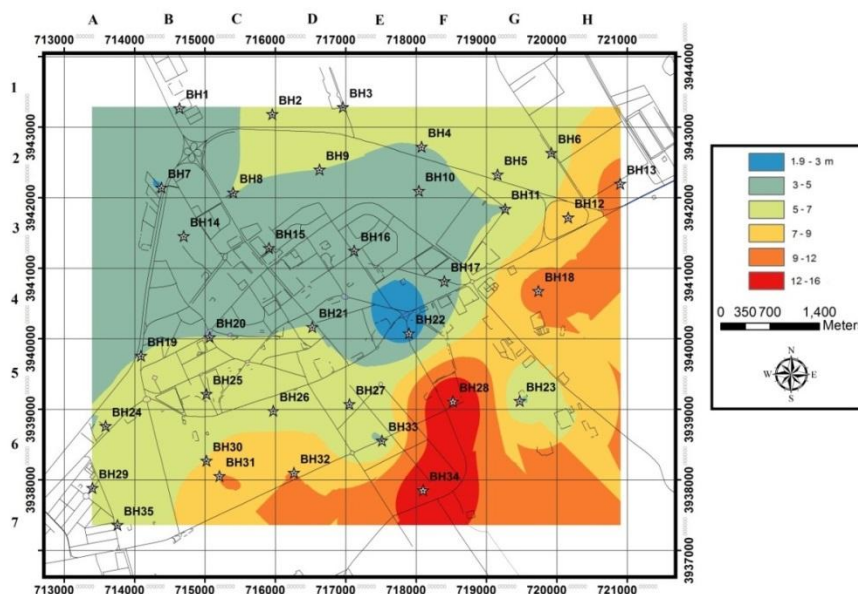 A B C D E F G H
713000 714000 715000 716000 717000 718000 719000 720000 721000
1
3944000
BH1
BH2
BH3
2
3943000
BH4
BH6
BH9
BH5
BH13
BH7
BH8
BH10
3
3942000
BH11
BH12
BH14
BH15
BH16
4
3941000
BH17
BH18
BH20
BH21
BH22
3940000
BH19
5
BH25
BH26
BH27
BH28
BH23
3939000
BH24
6
BH33
BH30
BH31
BH32
3938000
BH29
BH34
7
BH35
3937000
713000 714000 715000 716000 717000 718000 719000 720000 721000
1.9 - 3 m
3 - 5
5 - 7
7 - 9
9 - 12
12 - 16
0 350 700 1,400
Meters
N
W E
S